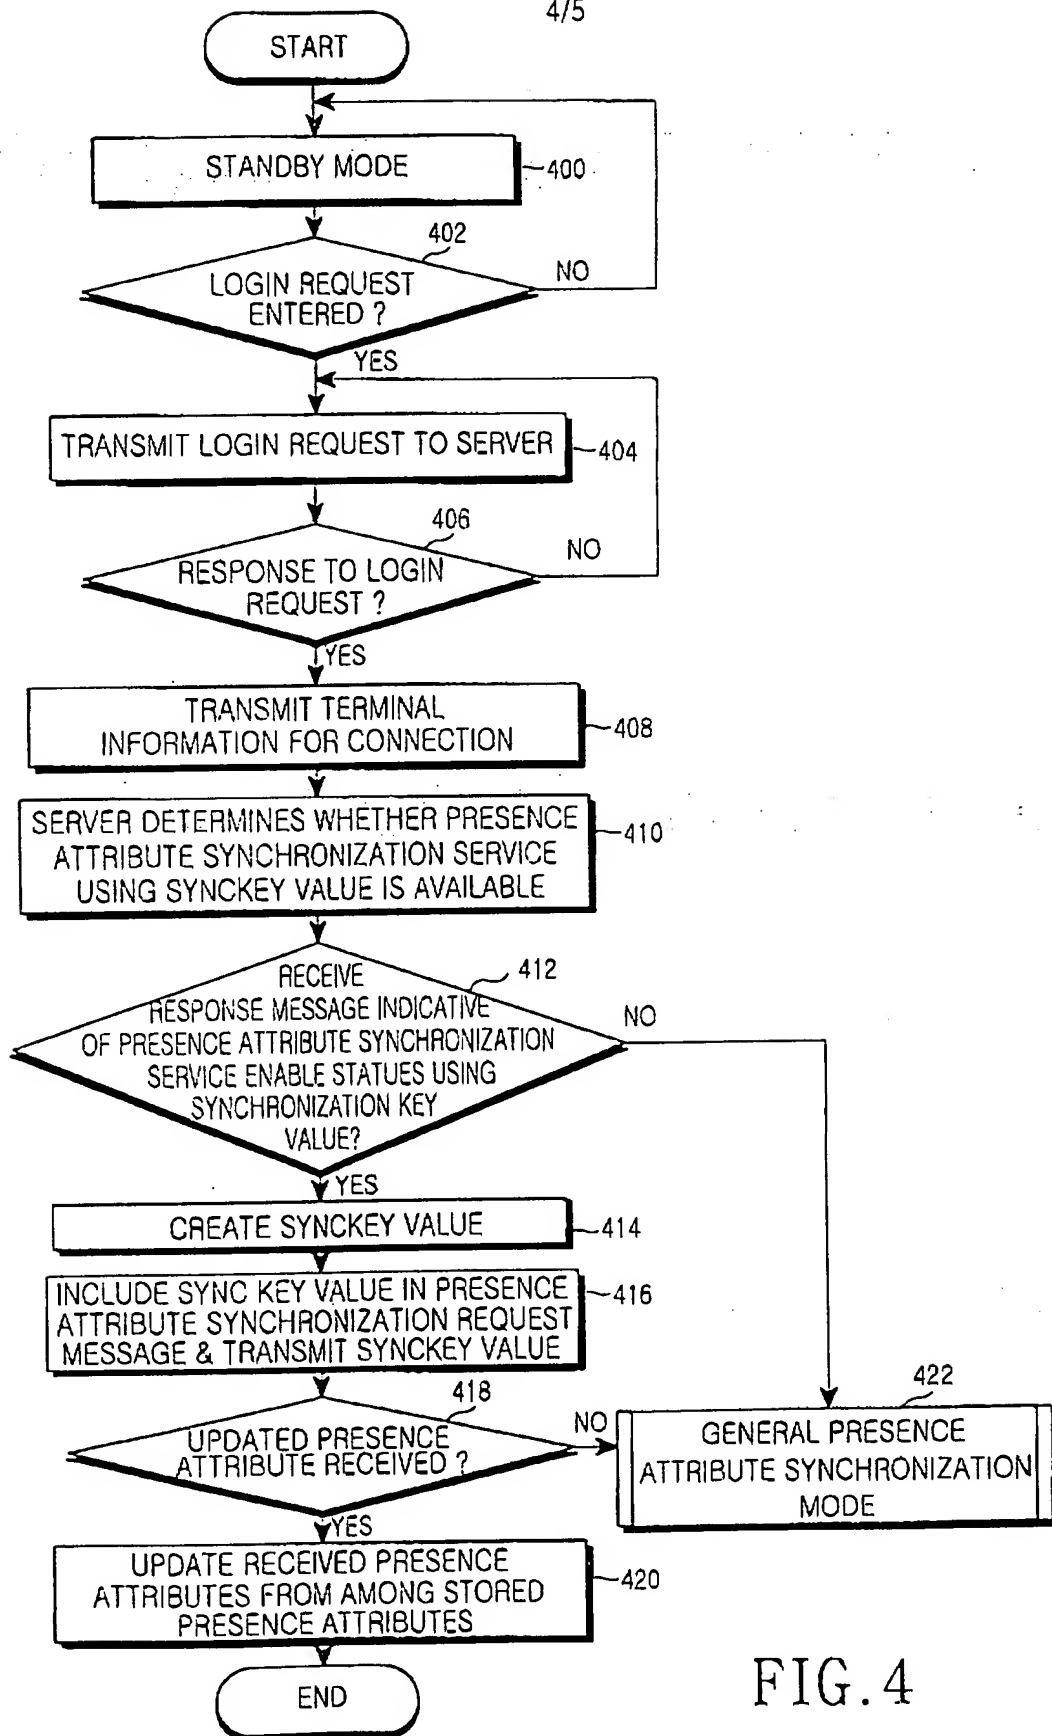 4/5
START
STANDBY MODE
400
402
LOGIN REQUEST
ENTERED ?
NO
YES
TRANSMIT LOGIN REQUEST TO SERVER
404
406
RESPONSE TO LOGIN
REQUEST ?
NO
YES
TRANSMIT TERMINAL
INFORMATION FOR CONNECTION
408
SERVER DETERMINES WHETHER PRESENCE
ATTRIBUTE SYNCHRONIZATION SERVICE
USING SYNCKEY VALUE IS AVAILABLE
410
412
RECEIVE
RESPONSE MESSAGE INDICATIVE
OF PRESENCE ATTRIBUTE SYNCHRONIZATION
SERVICE ENABLE STATUES USING
SYNCHRONIZATION KEY
VALUE?
NO
YES
CREATE SYNCKEY VALUE
414
INCLUDE SYNC KEY VALUE IN PRESENCE
ATTRIBUTE SYNCHRONIZATION REQUEST
MESSAGE & TRANSMIT SYNCKEY VALUE
416
418
UPDATED PRESENCE
ATTRIBUTE RECEIVED ?
NO
422
GENERAL PRESENCE
ATTRIBUTE SYNCHRONIZATION
MODE
YES
UPDATE RECEIVED PRESENCE
ATTRIBUTES FROM AMONG STORED
PRESENCE ATTRIBUTES
420
END
FIG.4